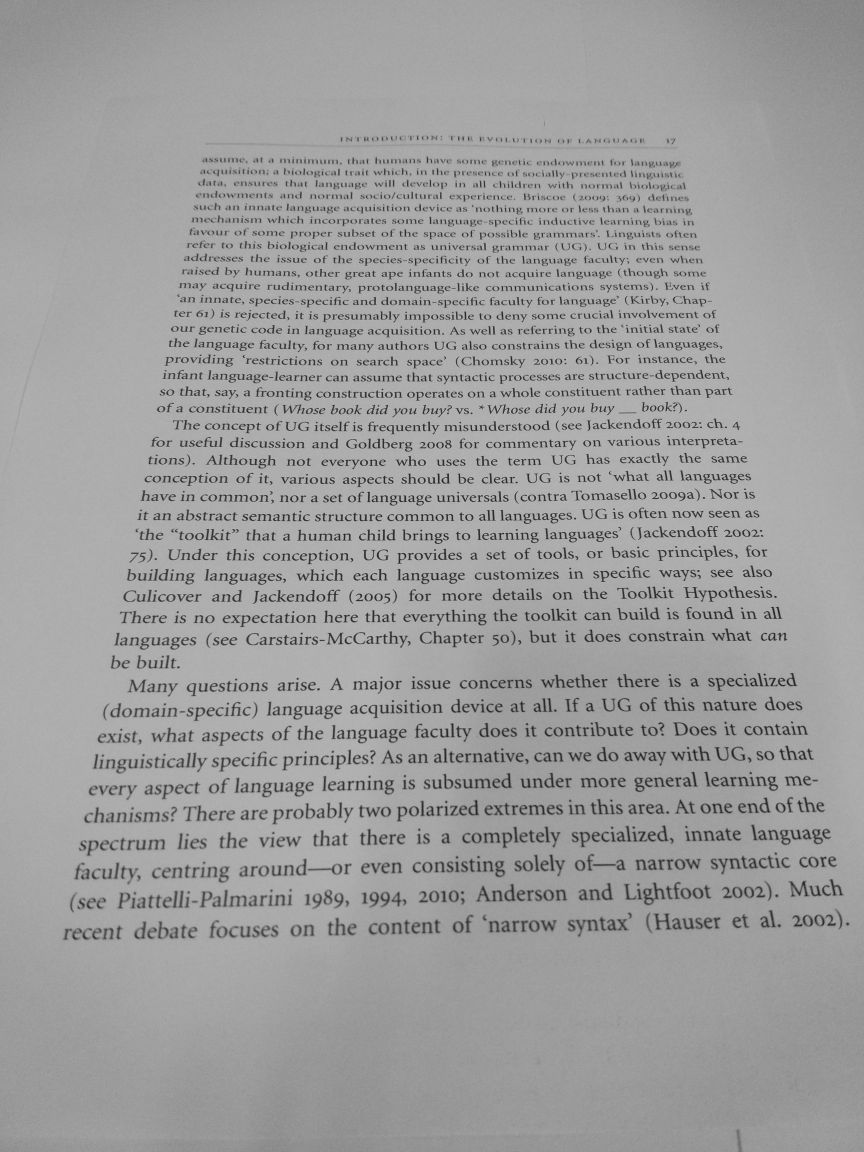 INTRODUCTION: THE EVOLUTION OF LANGUAGE 17
assume, at a minimum, that humans have some genetic endowment for language
acquisition; a biological trait which, in the presence of socially-presented linguistic
data, ensures that language will develop in all children with normal biological
endowments and normal socio/cultural experience. Briscoe (2009: 369) defines
such an innate language acquisition device as 'nothing more or less than a learning
mechanism which incorporates some language-specific inductive learning bias in
favour of some proper subset of the space of possible grammars'. Linguists often
refer to this biological endowment as universal grammar (UG). UG in this sense
addresses the issue of the species-specificity of the language faculty; even when
raised by humans, other great ape infants do not acquire language (though some
may acquire rudimentary, protolanguage-like communications systems). Even if
'an innate, species-specific and domain-specific faculty for language' (Kirby, Chap-
ter 61) is rejected, it is presumably impossible to deny some crucial involvement of
our genetic code in language acquisition. As well as referring to the 'initial state' of
the language faculty, for many authors UG also constrains the design of languages,
providing 'restrictions on search space' (Chomsky 2010: 61). For instance, the
infant language-learner can assume that syntactic processes are structure-dependent,
so that, say, a fronting construction operates on a whole constituent rather than part
of a constituent (Whose book did you buy? vs. *Whose did you buy __ book?).
The concept of UG itself is frequently misunderstood (see Jackendoff 2002: ch. 4
for useful discussion and Goldberg 2008 for commentary on various interpreta-
tions). Although not everyone who uses the term UG has exactly the same
conception of it, various aspects should be clear. UG is not 'what all languages
have in common', nor a set of language universals (contra Tomasello 2009a). Nor is
it an abstract semantic structure common to all languages. UG is often now seen as
'the "toolkit" that a human child brings to learning languages' (Jackendoff 2002:
75). Under this conception, UG provides a set of tools, or basic principles, for
building languages, which each language customizes in specific ways; see also
Culicover and Jackendoff (2005) for more details on the Toolkit Hypothesis.
There is no expectation here that everything the toolkit can build is found in all
languages (see Carstairs-McCarthy, Chapter 50), but it does constrain what can
be built.
Many questions arise. A major issue concerns whether there is a specialized
(domain-specific) language acquisition device at all. If a UG of this nature does
exist, what aspects of the language faculty does it contribute to? Does it contain
linguistically specific principles? As an alternative, can we do away with UG, so that
every aspect of language learning is subsumed under more general learning me-
chanisms? There are probably two polarized extremes in this area. At one end of the
spectrum lies the view that there is a completely specialized, innate language
faculty, centring around—or even consisting solely of—a narrow syntactic core
(see Piattelli-Palmarini 1989, 1994, 2010; Anderson and Lightfoot 2002). Much
recent debate focuses on the content of 'narrow syntax' (Hauser et al. 2002).